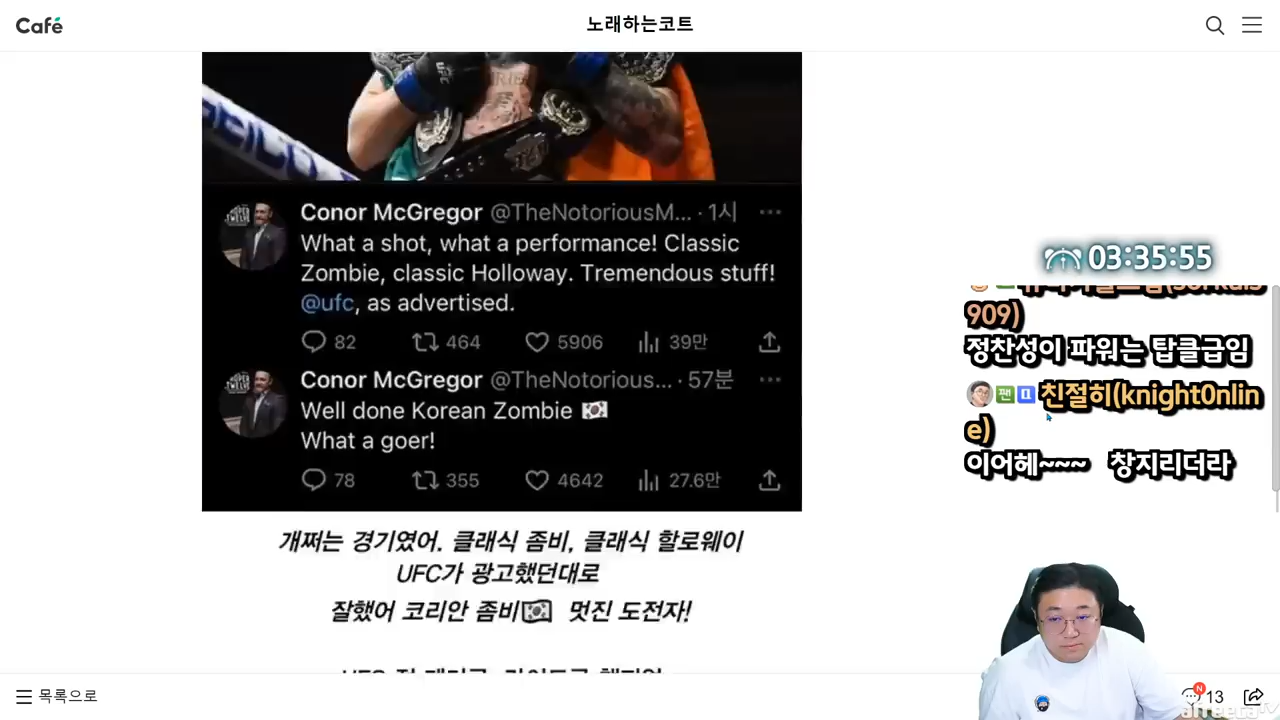 Café
노래하는코트
UFC
Conor McGregor @TheNotoriousM... · 1시
What a shot, what a performance! Classic
Zombie, classic Holloway. Tremendous stuff!
@ufc, as advertised.
82 464 5906 39만
Conor McGregor @TheNotorious... · 57분
Well done Korean Zombie 🇰🇷
What a goer!
78 355 4642 27.6만
개쩌는 경기였어. 클래식 좀비, 클래식 할로웨이
UFC가 광고했던대로
잘했어 코리안 좀비🇰🇷 멋진 도전자!
03:35:55
909)
정찬성이 파워는 탑클급임
팬 친절히(knight0nlin
e)
이어헤~~~ 창지리더라
목록으로
N
13
afreecaTV